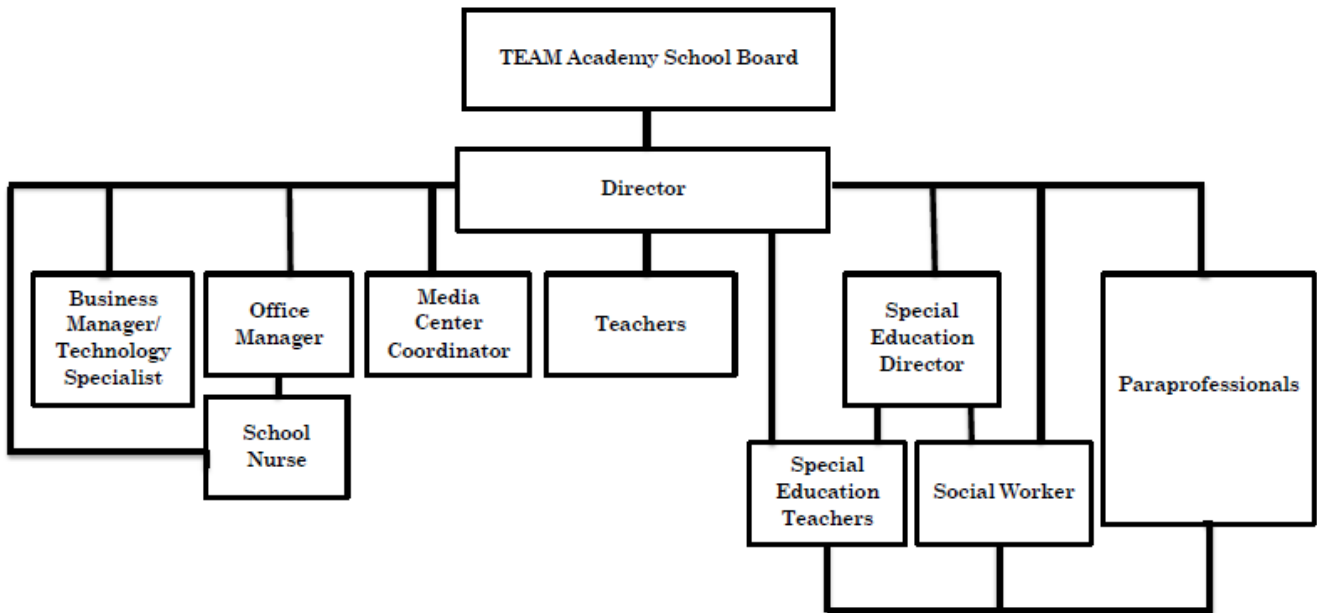 TEAM Academy School Board
Director
Business
Manager/
Technology
Specialist
Office
Manager
Media
Center
Coordinator
Teachers
Special
Education
Director
Paraprofessionals
School
Nurse
Special
Education
Teachers
Social Worker